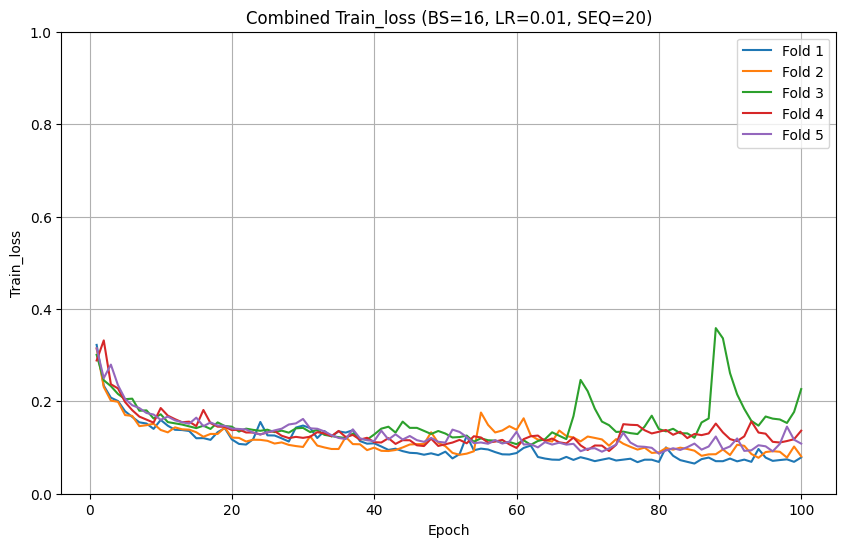 Combined Train_loss (BS=16, LR=0.01, SEQ=20)
1.0
0.8
0.6
0.4
0.2
0.0
Train_loss
Fold 1
Fold 2
Fold 3
Fold 4
Fold 5
0 20 40 60 80 100
Epoch